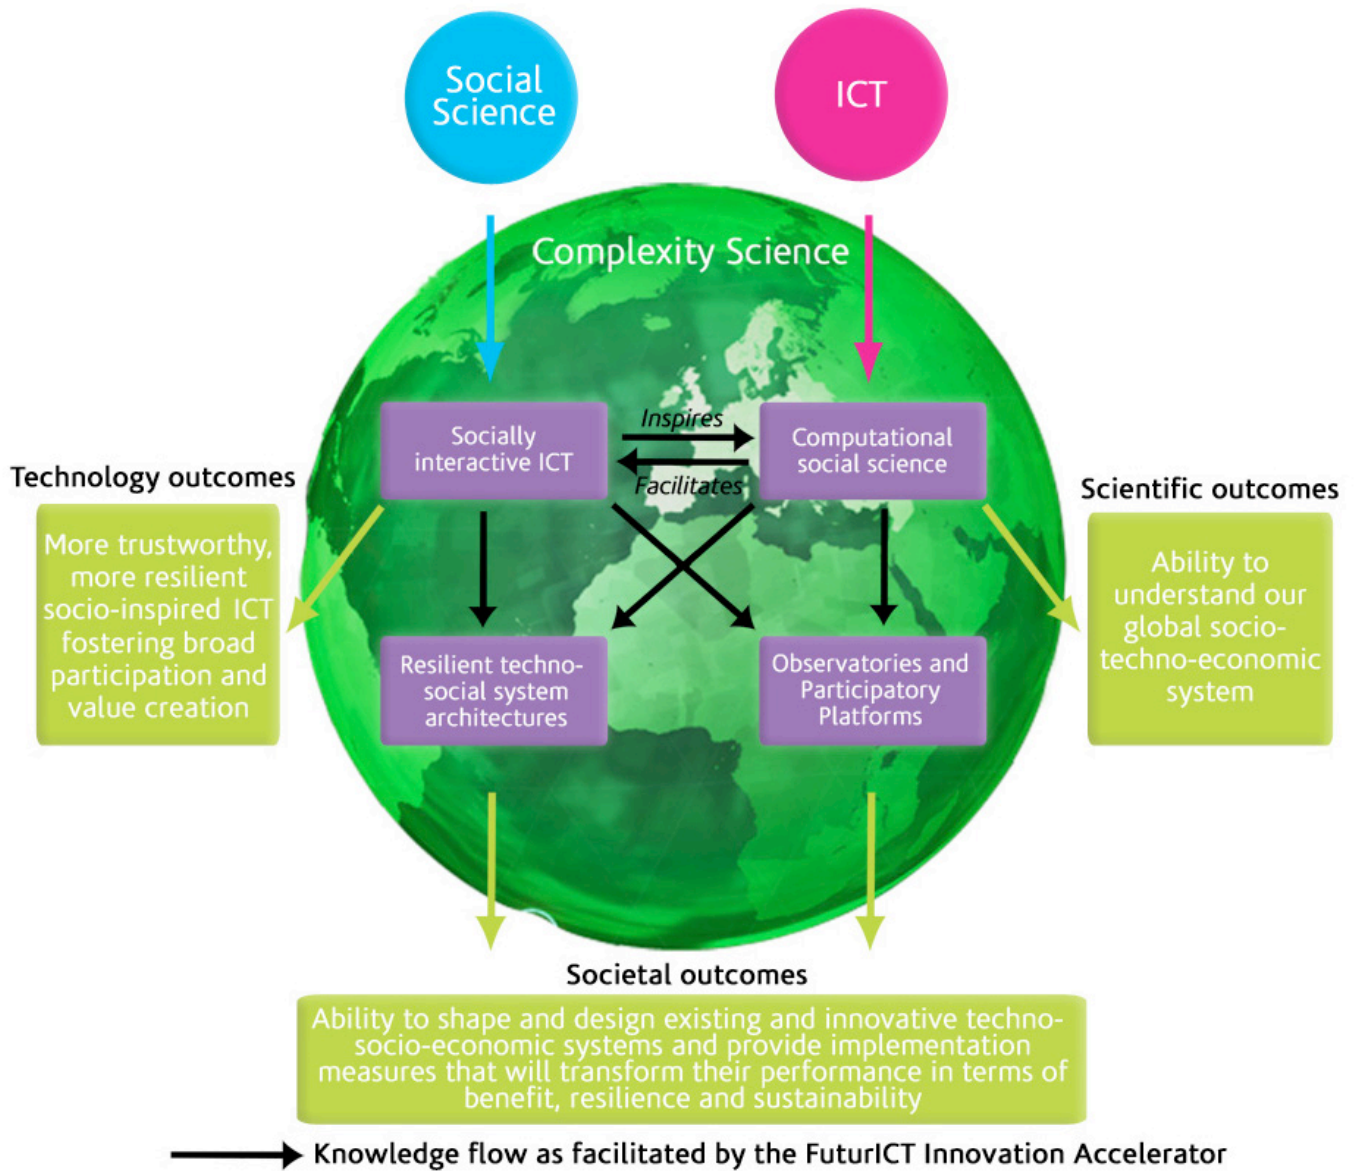 Social
Science
ICT
Complexity Science
Inspires
Socially
interactive ICT
Computational
social science
Facilitates
Technology outcomes
More trustworthy,
more resilient
socio-inspired ICT
fostering broad
participation and
value creation
Scientific outcomes
Ability to
understand our
global socio-
techno-economic
system
Resilient techno-
social system
architectures
Observatories and
Participatory
Platforms
Societal outcomes
Ability to shape and design existing and innovative techno-
socio-economic systems and provide implementation
measures that will transform their performance in terms of
benefit, resilience and sustainability
Knowledge flow as facilitated by the FuturICT Innovation Accelerator